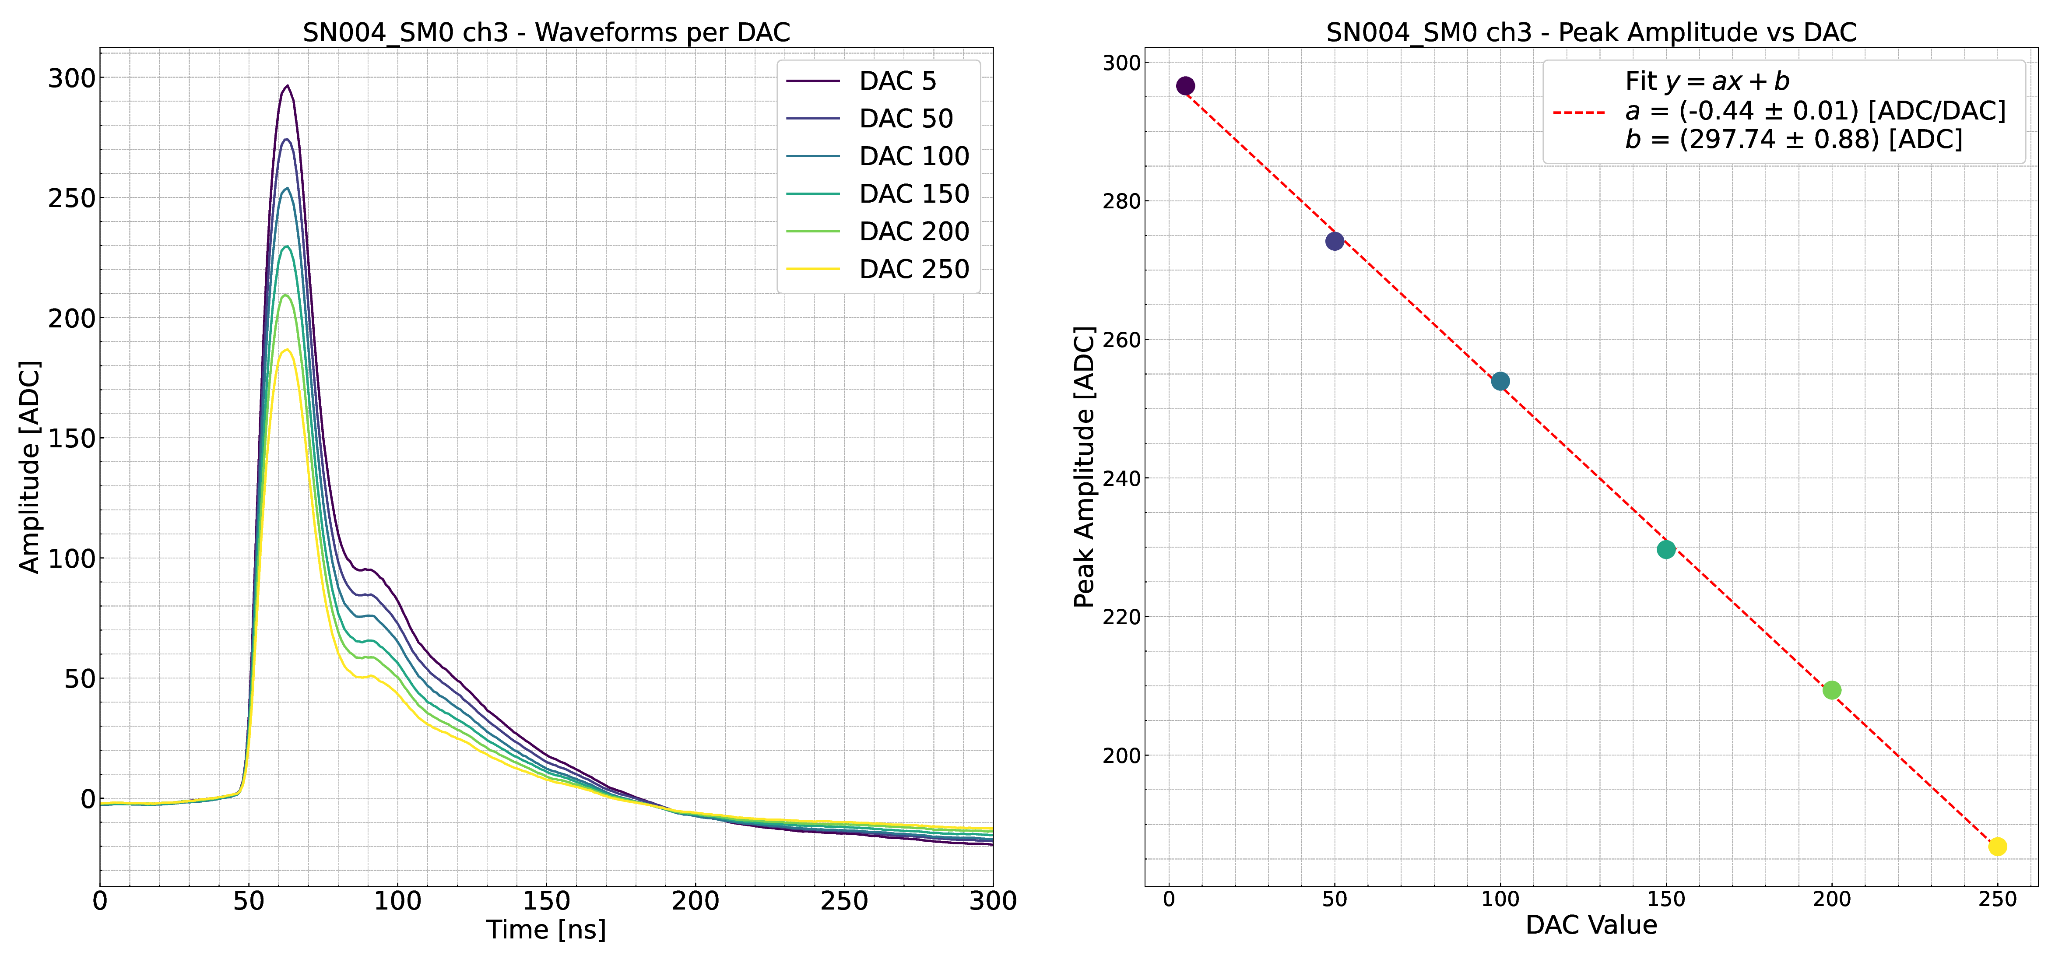 SN004_SM0 ch3 - Waveforms per DAC
300
250
200
150
100
50
0
Amplitude [ADC]
0 50 100 150 200 250 300
Time [ns]
DAC 5
DAC 50
DAC 100
DAC 150
DAC 200
DAC 250
SN004_SM0 ch3 - Peak Amplitude vs DAC
300
280
260
240
220
200
Peak Amplitude [ADC]
0 50 100 150 200 250
DAC Value
Fit y = ax + b
a = (-0.44 ± 0.01) [ADC/DAC]
b = (297.74 ± 0.88) [ADC]